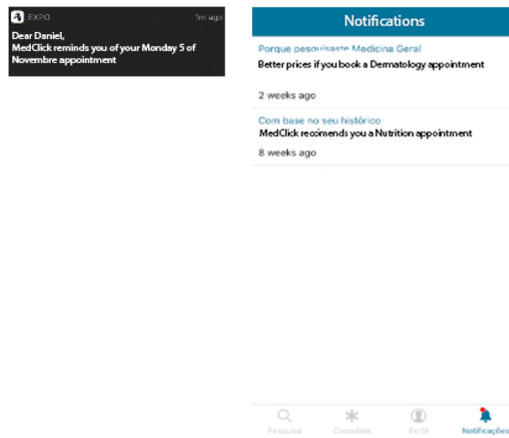 EXPO
1m ago
Dear Daniel,
MedClick reminds you of your Monday 5 of
Novembre appointment
Notifications
Porque pesquisaste Medicina Geral
Better prices if you book a Dermatology appointment
2 weeks ago
Com base no seu histórico
MedClick recomends you a Nutrition appointment
8 weeks ago
Pesquisa
Consultas
Perfil
Notificações